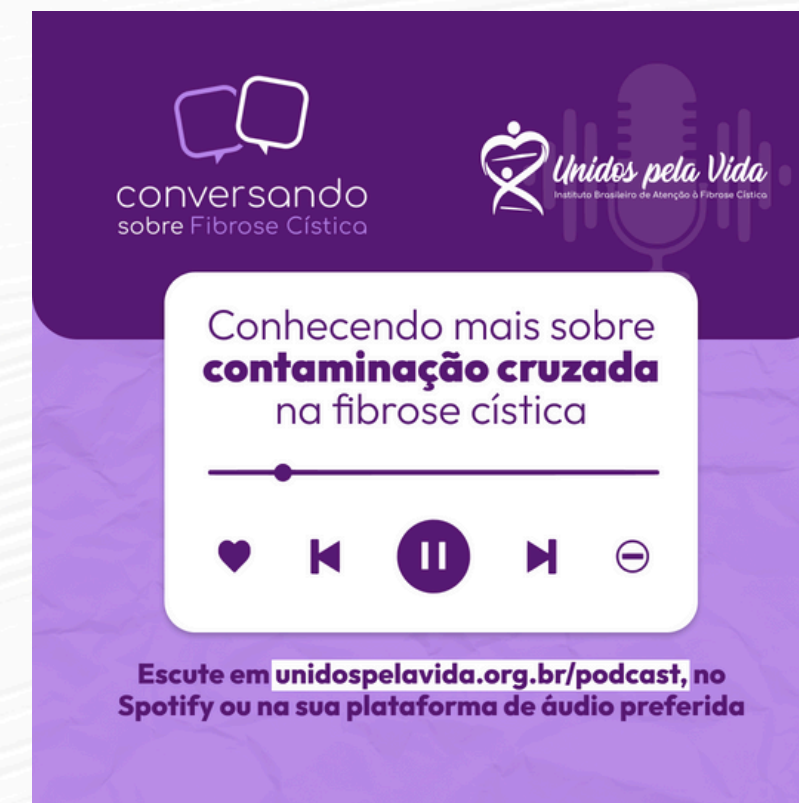 conversando
sobre Fibrose Cística
Unidos pela Vida
Instituto Brasileiro de Atenção à Fibrose Cística
Conhecendo mais sobre
contaminação cruzada
na fibrose cística
Escute em unidospelavida.org.br/podcast, no
Spotify ou na sua plataforma de áudio preferida